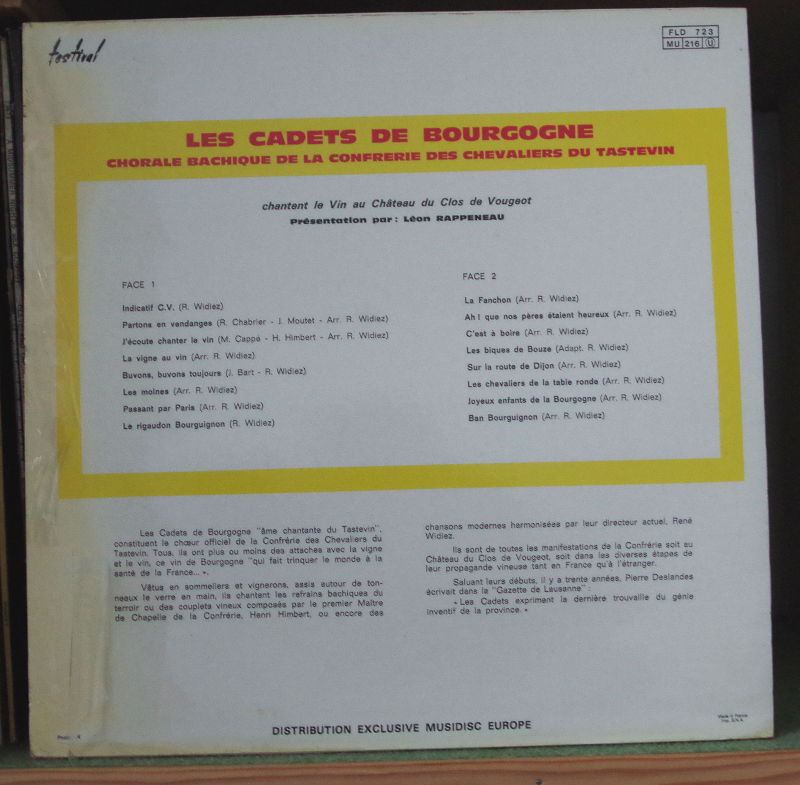 festival
FLD 723
MU 216 U
LES CADETS DE BOURGOGNE
CHORALE BACHIQUE DE LA CONFRERIE DES CHEVALIERS DU TASTEVIN
chantent le Vin au Château du Clos de Vougeot
Présentation par : Léon RAPPENEAU
FACE 1
Indicatif C.V. (R. Widiez)
Partons en vendanges (R. Chabrier - J. Moutet - Arr. R. Widiez)
J'écoute chanter le vin (M. Cappé - H. Himbert - Arr. R. Widiez)
La vigne au vin (Arr. R. Widiez)
Buvons, buvons toujours (J. Bart - R. Widiez)
Les moines (Arr. R. Widiez)
Passant par Paris (Arr. R. Widiez)
Le rigaudon Bourguignon (R. Widiez)
FACE 2
La Fanchon (Arr. R. Widiez)
Ah ! que nos pères étaient heureux (Arr. R. Widiez)
C'est à boire (Arr. R. Widiez)
Les biques de Bouze (Adapt. R. Widiez)
Sur la route de Dijon (Arr. R. Widiez)
Les chevaliers de la table ronde (Arr. R. Widiez)
Joyeux enfants de la Bourgogne (Arr. R. Widiez)
Ban Bourguignon (Arr. R. Widiez)
Les Cadets de Bourgogne "âme chantante du Tastevin",
constituent le chœur officiel de la Confrérie des Chevaliers du
Tastevin. Tous, ils ont plus ou moins des attaches avec la vigne
et le vin, ce vin de Bourgogne "qui fait trinquer le monde à la
santé de la France... ».
Vêtus en sommeliers et vignerons, assis autour de ton-
neaux le verre en main, ils chantent les refrains bachiques du
terroir ou des couplets vineux composés par le premier Maître
de Chapelle de la Confrérie, Henri Himbert, ou encore des
chansons modernes harmonisées par leur directeur actuel, René
Widiez.
Ils sont de toutes les manifestations de la Confrérie soit au
Château du Clos de Vougeot, soit dans les diverses étapes de
leur propagande vineuse tant en France qu'à l'étranger.
Saluant leurs débuts, il y a trente années, Pierre Deslandes
écrivait dans la "Gazette de Lausanne" :
« Les Cadets expriment la dernière trouvaille du génie
inventif de la province. »
DISTRIBUTION EXCLUSIVE MUSIDISC EUROPE
Made in France